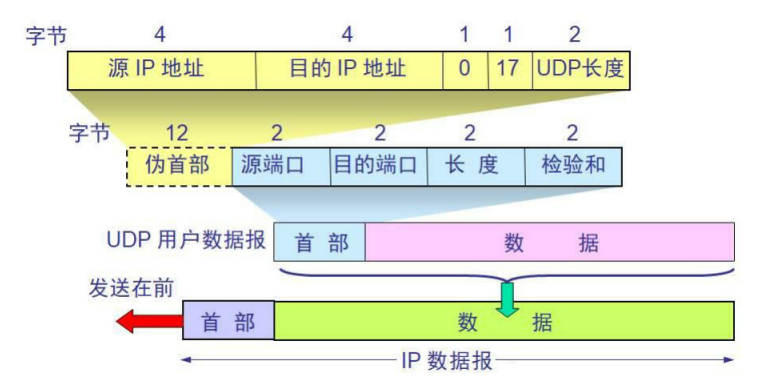 字节 4 4 1 1 2
源 IP 地址 目的 IP 地址 0 17 UDP长度
字节 12 2 2 2 2
伪首部 源端口 目的端口 长 度 检验和
UDP 用户数据报 首 部 数 据
发送在前
首 部 数 据
IP 数据报